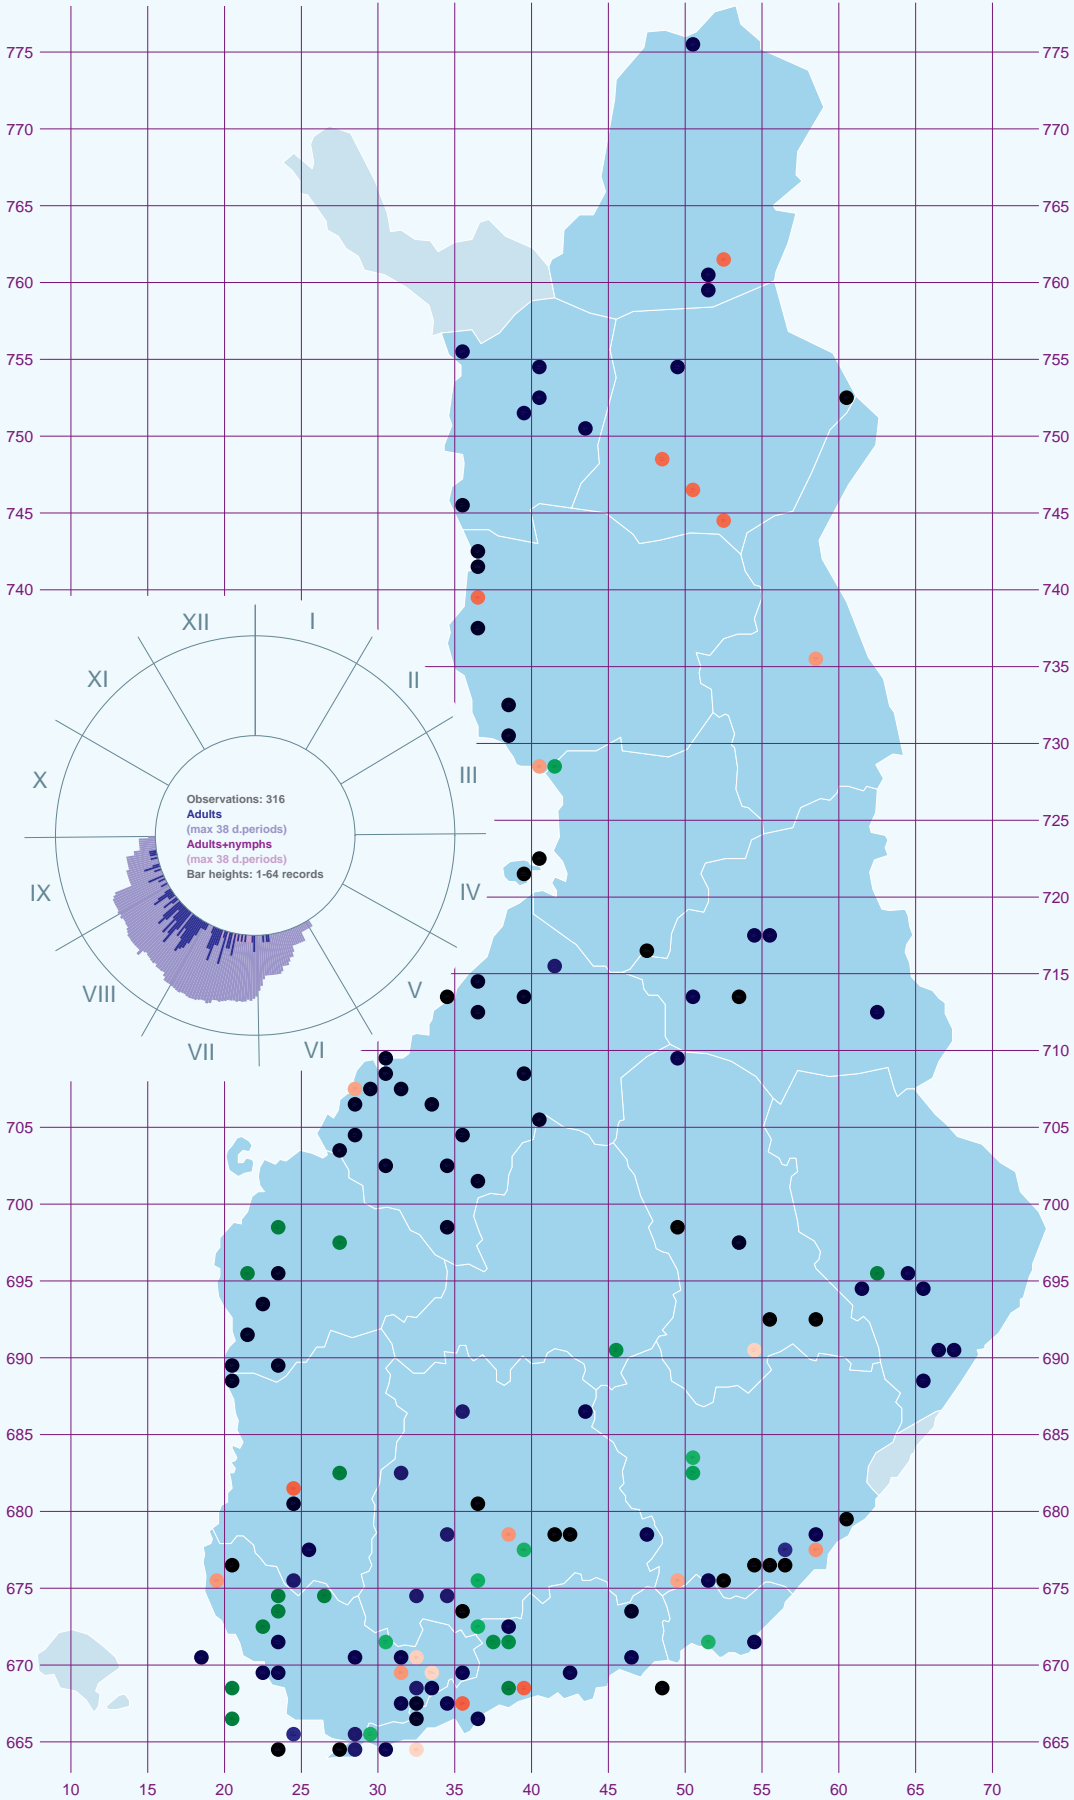 775 775
770 770
765 765
760 760
755 755
750 750
745 745
740 740
XII I
XI II
735
730
X III
Observations: 316
Adults
(max 38 d.periods)
Adults+nymphs
(max 38 d.periods)
Bar heights: 1-64 records
725
IX IV
720
715
VIII V
VII VI
710
705 705
700 700
695 695
690 690
685 685
680 680
675 675
670 670
665 665
10 15 20 25 30 35 40 45 50 55 60 65 70